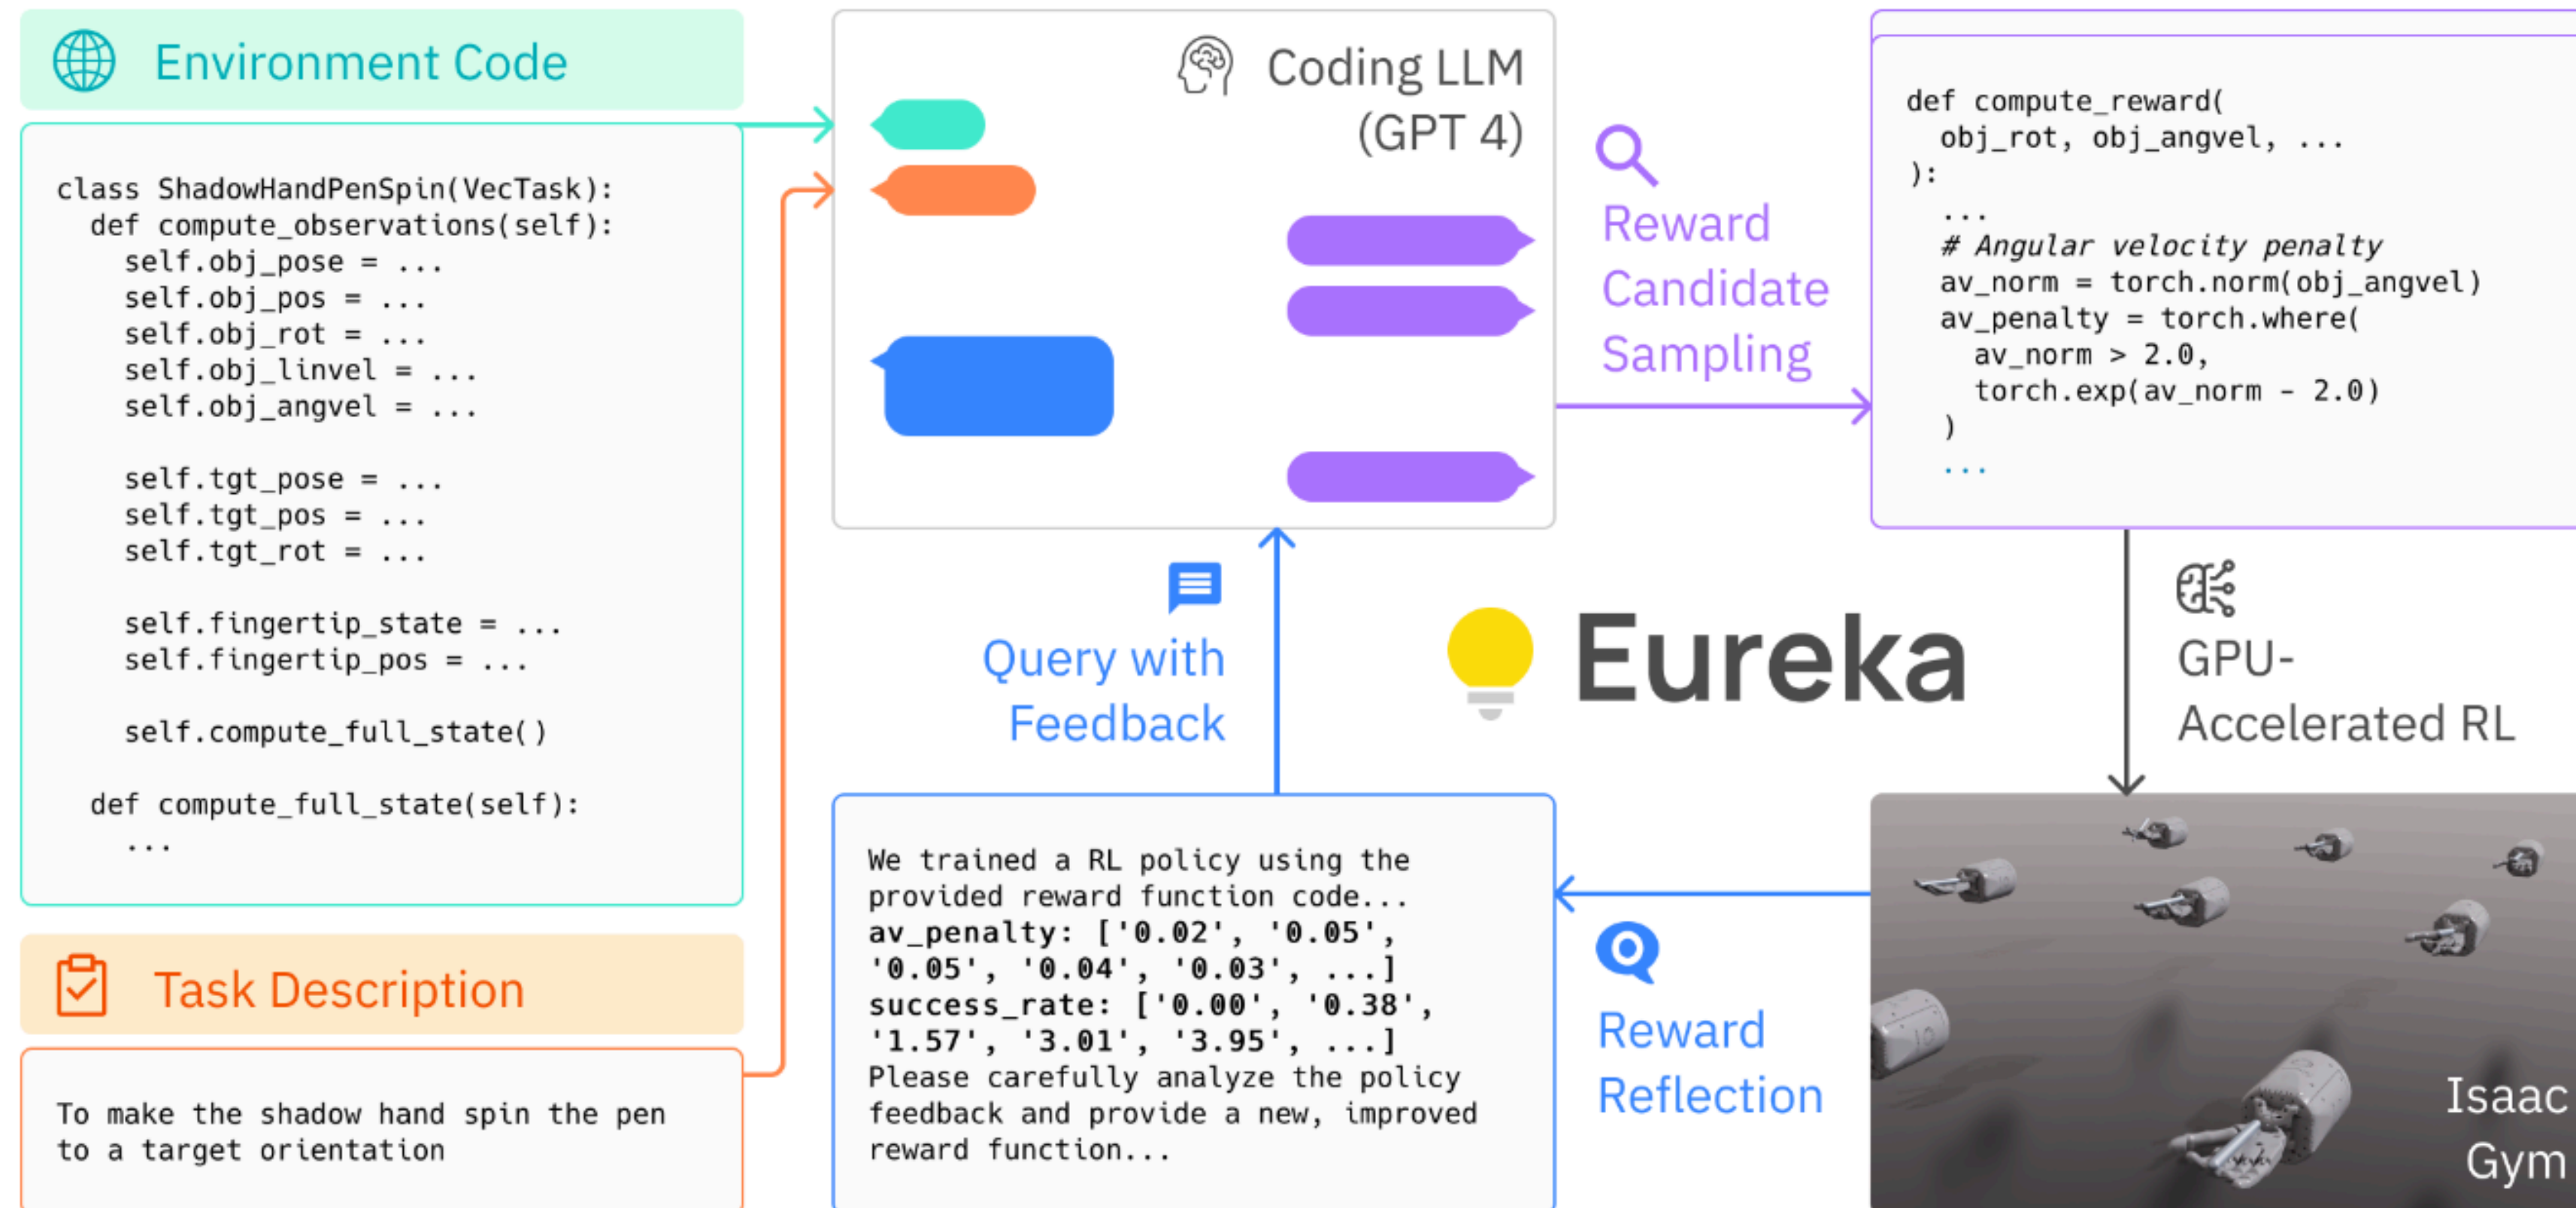 Environment Code
class ShadowHandPenSpin(VecTask):
def compute_observations(self):
self.obj_pose = ...
self.obj_pos = ...
self.obj_rot = ...
self.obj_linvel = ...
self.obj_angvel = ...
self.tgt_pose = ...
self.tgt_pos = ...
self.tgt_rot = ...
self.fingertip_state = ...
self.fingertip_pos = ...
self.compute_full_state()
def compute_full_state(self):
...
Task Description
To make the shadow hand spin the pen
to a target orientation
Coding LLM
(GPT 4)
Reward
Candidate
Sampling
def compute_reward(
obj_rot, obj_angvel, ...
):
...
# Angular velocity penalty
av_norm = torch.norm(obj_angvel)
av_penalty = torch.where(
av_norm > 2.0,
torch.exp(av_norm - 2.0)
)
...
Query with
Feedback
Eureka
GPU-
Accelerated RL
We trained a RL policy using the
provided reward function code...
av_penalty: ['0.02', '0.05',
'0.05', '0.04', '0.03', ...]
success_rate: ['0.00', '0.38',
'1.57', '3.01', '3.95', ...]
Please carefully analyze the policy
feedback and provide a new, improved
reward function...
Reward
Reflection
Isaac
Gym